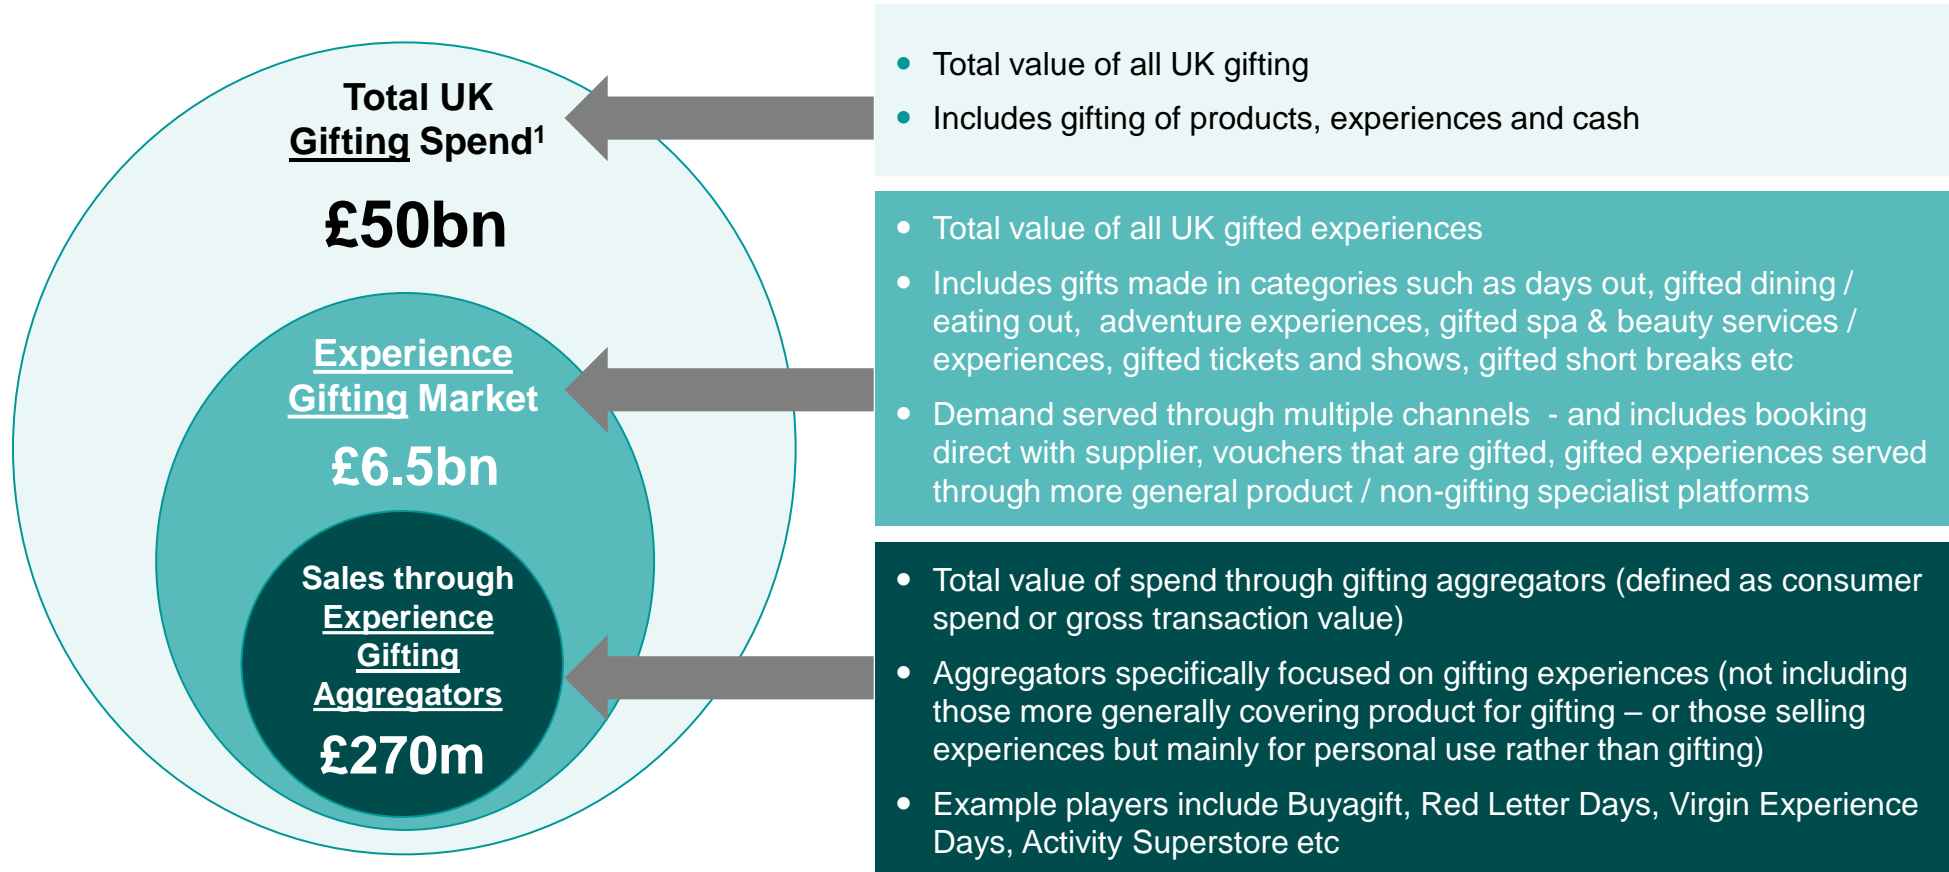 Total UK
Gifting Spend¹
£50bn
Experience
Gifting Market
£6.5bn
Sales through
Experience
Gifting
Aggregators
£270m
• Total value of all UK gifting
• Includes gifting of products, experiences and cash
• Total value of all UK gifted experiences
• Includes gifts made in categories such as days out, gifted dining /
eating out,  adventure experiences, gifted spa & beauty services /
experiences, gifted tickets and shows, gifted short breaks etc
• Demand served through multiple channels  - and includes booking
direct with supplier, vouchers that are gifted, gifted experiences served
through more general product / non-gifting specialist platforms
• Total value of spend through gifting aggregators (defined as consumer
spend or gross transaction value)
• Aggregators specifically focused on gifting experiences (not including
those more generally covering product for gifting – or those selling
experiences but mainly for personal use rather than gifting)
• Example players include Buyagift, Red Letter Days, Virgin Experience
Days, Activity Superstore etc